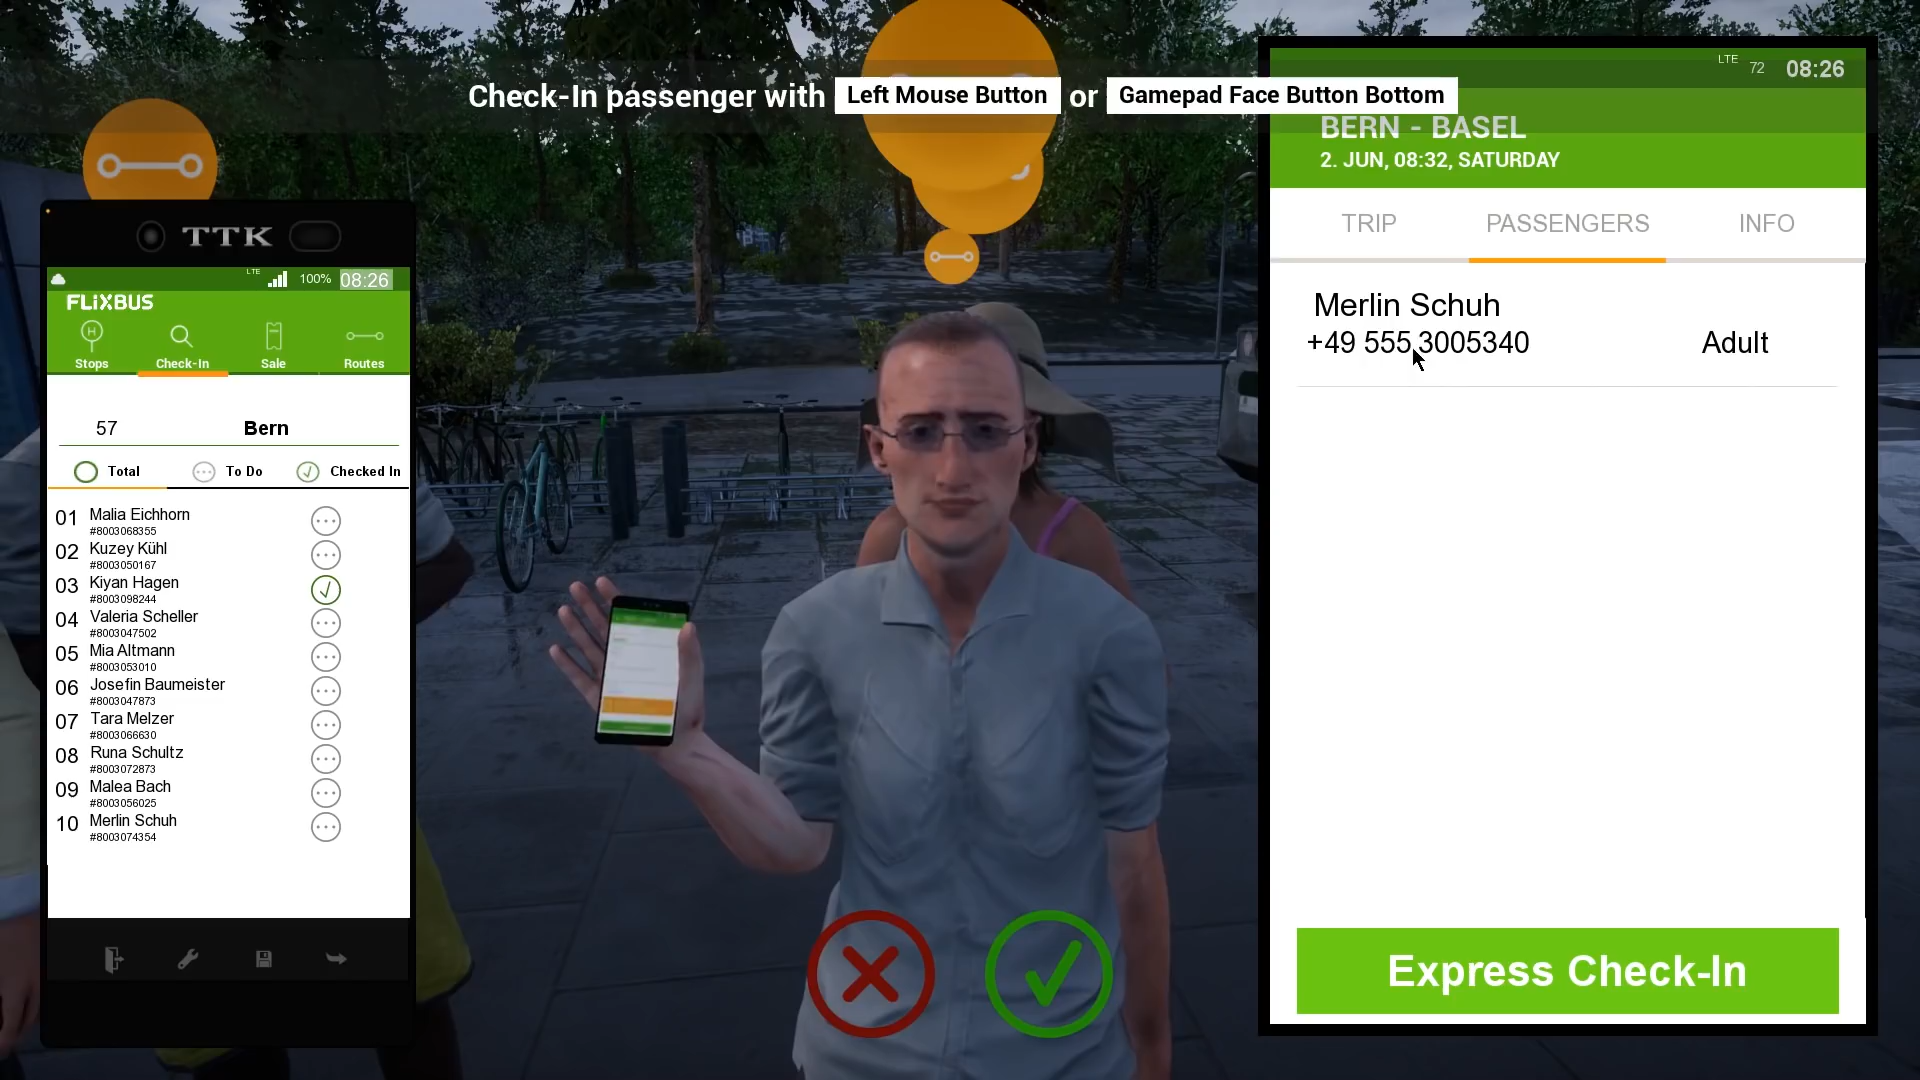 Check-In passenger with Left Mouse Button or Gamepad Face Button Bottom
TTK
LTE 100% 08:26
FLiXBUS
H
Stops Check-In Sale Routes
57 Bern
Total To Do Checked In
01 Malia Eichhorn
#8003068355
02 Kuzey Kühl
#8003050167
03 Kiyan Hagen
#8003098244
04 Valeria Scheller
#8003047502
05 Mia Altmann
#8003053010
06 Josefin Baumeister
#8003047873
07 Tara Melzer
#8003066630
08 Runa Schultz
#8003072873
09 Malea Bach
#8003056025
10 Merlin Schuh
#8003074354
LTE 72 08:26
BERN - BASEL
2. JUN, 08:32, SATURDAY
TRIP PASSENGERS INFO
Merlin Schuh
+49 555 3005340 Adult
Express Check-In